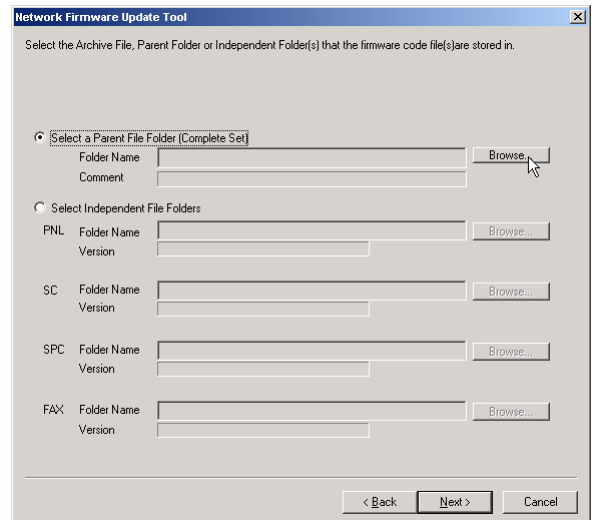 Network Firmware Update Tool
Select the Archive File, Parent Folder or Independent Folder(s) that the firmware code file(s)are stored in.
Select a Parent File Folder (Complete Set)
Folder Name Browse...
Comment
Select Independent File Folders
PNL Folder Name Browse...
Version
SC Folder Name Browse...
Version
SPC Folder Name Browse...
Version
FAX Folder Name Browse...
Version
< Back Next > Cancel